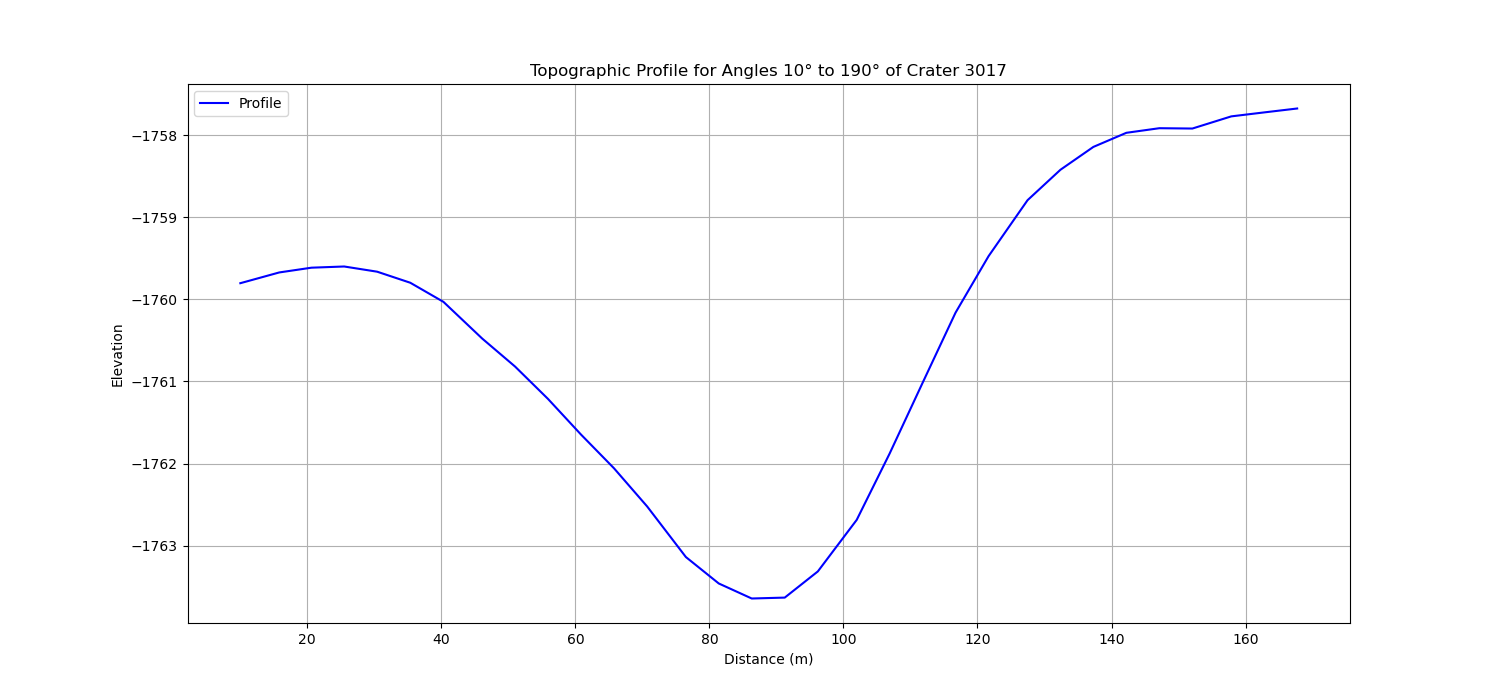 Topographic Profile for Angles 10° to 190° of Crater 3017
Profile
−1758
−1759
−1760
−1761
−1762
−1763
Elevation
20 40 60 80 100 120 140 160
Distance (m)